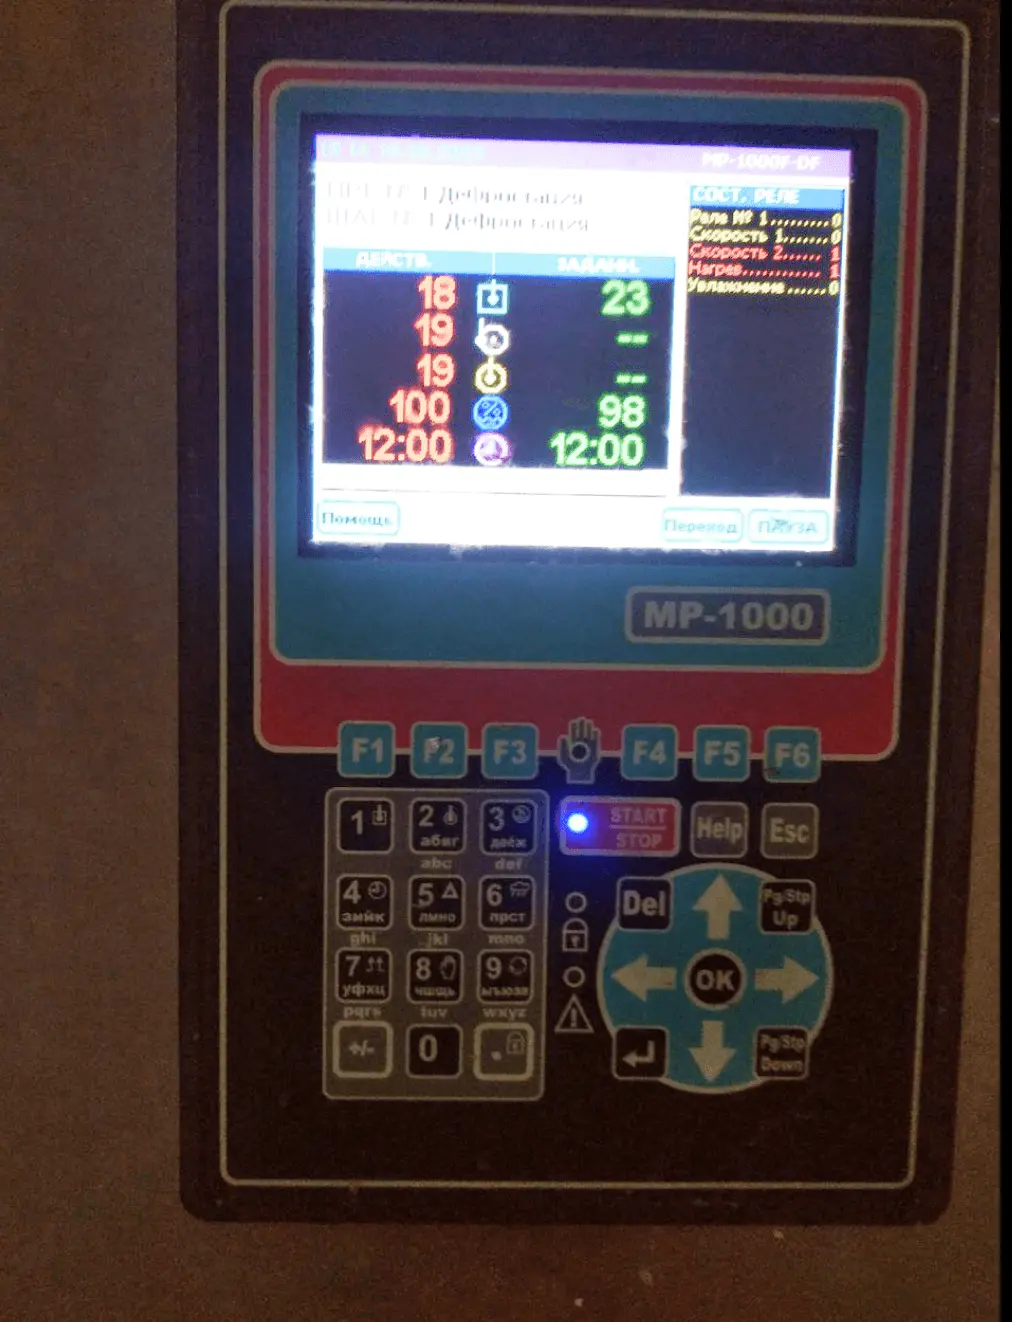 MP-1000F-DF
1 Дефростация
1 Дефростация
СОСТ. РЕЛЕ
Реле № 1.........0
Скорость 1......0
Скорость 2...... 1
Нагрев............ 1
Увлажнение ......0
ДЕЙСТВ. ЗАДАНН.
18 23
19 --
19 --
100 98
12:00 12:00
Помощь Переход ПАУЗА
MP-1000
F1 F2 F3 F4 F5 F6
START
STOP
Help Esc
1 2 абвг 3 деёж
abc def
4 зийк 5 лмно 6 прст
ghi jkl mno
7 уфхц 8 чшщь 9 ыъюэя
pqrs tuv wxyz
+/- 0 .
Del Pg/Stp Up
OK
Pg/Stp Down